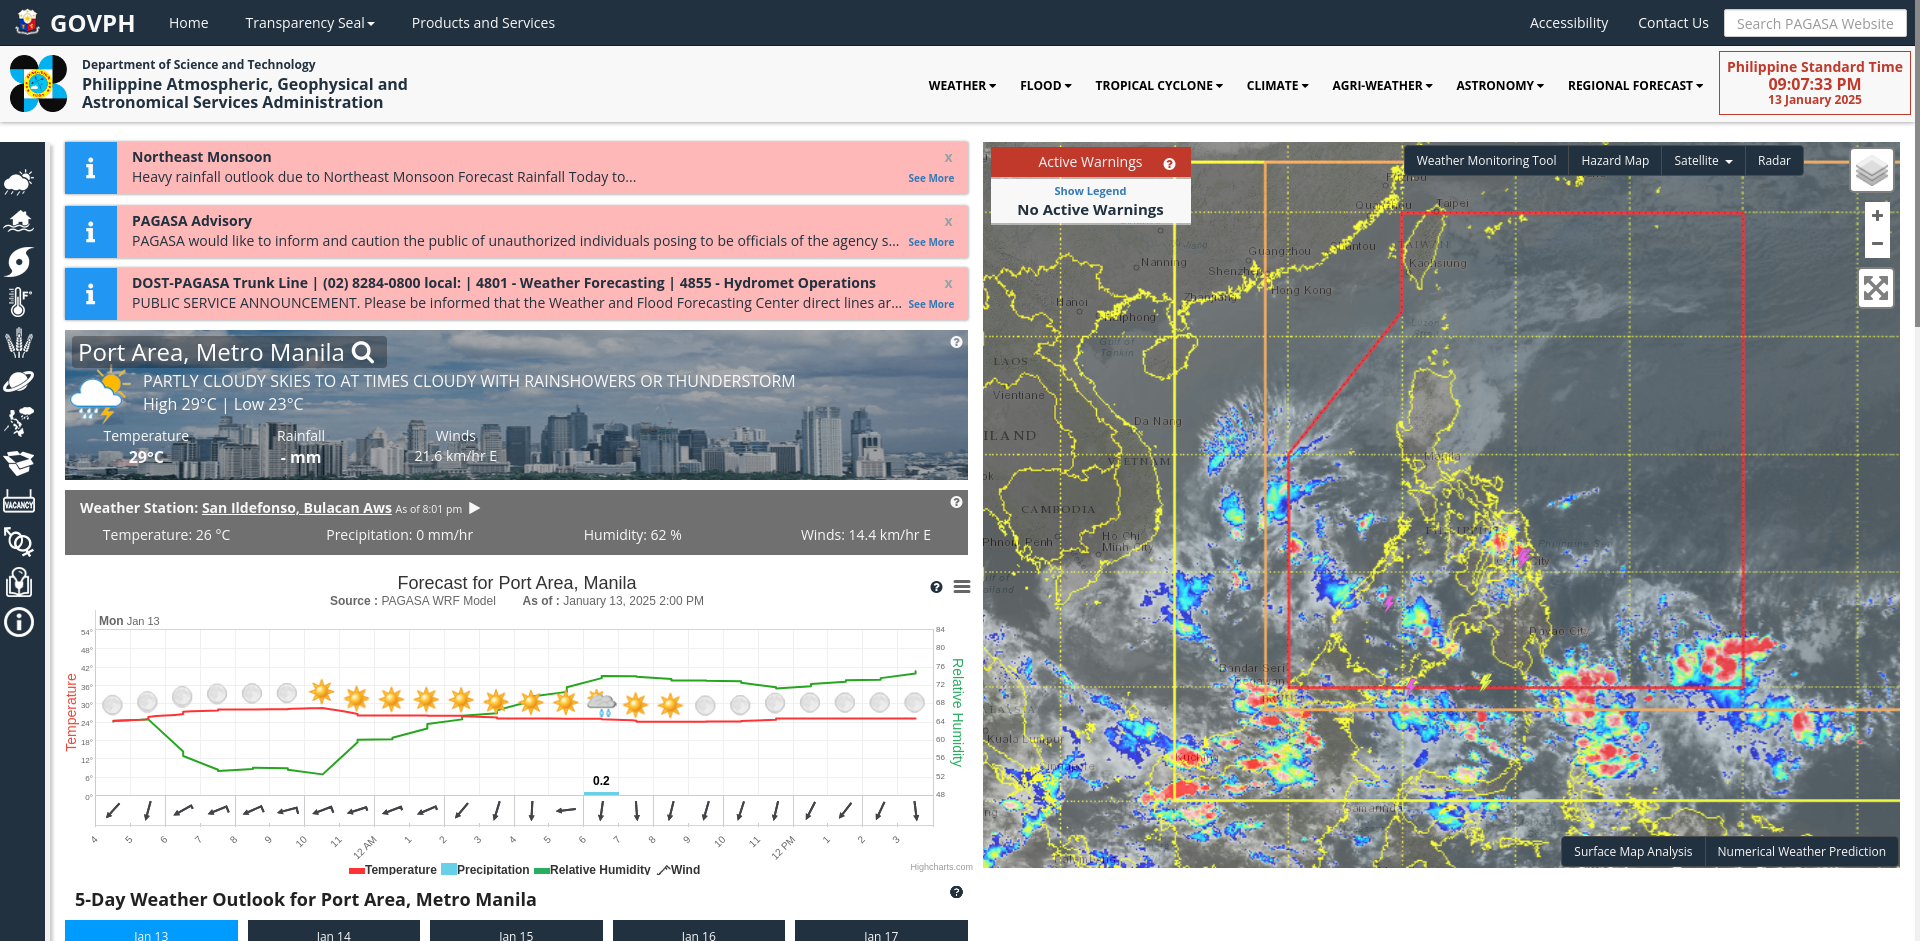 GOVPH
Home
Transparency Seal
Products and Services
Accessibility
Contact Us
Search PAGASA Website
Department of Science and Technology
Philippine Atmospheric, Geophysical and
Astronomical Services Administration
WEATHER
FLOOD
TROPICAL CYCLONE
CLIMATE
AGRI-WEATHER
ASTRONOMY
REGIONAL FORECAST
Philippine Standard Time
09:07:33 PM
13 January 2025
VACANCY
Northeast Monsoon
x
Heavy rainfall outlook due to Northeast Monsoon Forecast Rainfall Today to...
See More
PAGASA Advisory
x
PAGASA would like to inform and caution the public of unauthorized individuals posing to be officials of the agency s...
See More
DOST-PAGASA Trunk Line | (02) 8284-0800 local: | 4801 - Weather Forecasting | 4855 - Hydromet Operations
x
PUBLIC SERVICE ANNOUNCEMENT. Please be informed that the Weather and Flood Forecasting Center direct lines ar...
See More
Port Area, Metro Manila
PARTLY CLOUDY SKIES TO AT TIMES CLOUDY WITH RAINSHOWERS OR THUNDERSTORM
High 29°C | Low 23°C
Temperature
Rainfall
Winds
29°C
- mm
21.6 km/hr E
Weather Station: San Ildefonso, Bulacan Aws As of 8:01 pm
Temperature: 26 °C
Precipitation: 0 mm/hr
Humidity: 62 %
Winds: 14.4 km/hr E
Forecast for Port Area, Manila
Source : PAGASA WRF Model
As of : January 13, 2025 2:00 PM
Mon Jan 13
54°
48°
42°
36°
30°
24°
18°
12°
6°
0°
Temperature
84
80
76
72
68
64
60
56
52
48
Relative Humidity
0.2
4
5
6
7
8
9
10
11
12 AM
1
2
3
4
5
6
7
8
9
10
11
12 PM
1
2
3
Temperature
Precipitation
Relative Humidity
Wind
Highcharts.com
5-Day Weather Outlook for Port Area, Metro Manila
Jan 13
Jan 14
Jan 15
Jan 16
Jan 17
Active Warnings
Show Legend
No Active Warnings
Weather Monitoring Tool
Hazard Map
Satellite
Radar
+
−
Taipei
Guangzhou
Shantou
Nanning
Shenzhen
Kaohsiung
Hong Kong
Zhanjiang
Hanoi
Haiphong
Gulf of
Tonkin
LAOS
Vientiane
Da Nang
VIETNAM
Manila
CAMBODIA
Phnom Penh
Ho Chi
Minh City
Davao City
Bandar Seri
Kuala Lumpur
Kuching
Samarinda
Surface Map Analysis
Numerical Weather Prediction